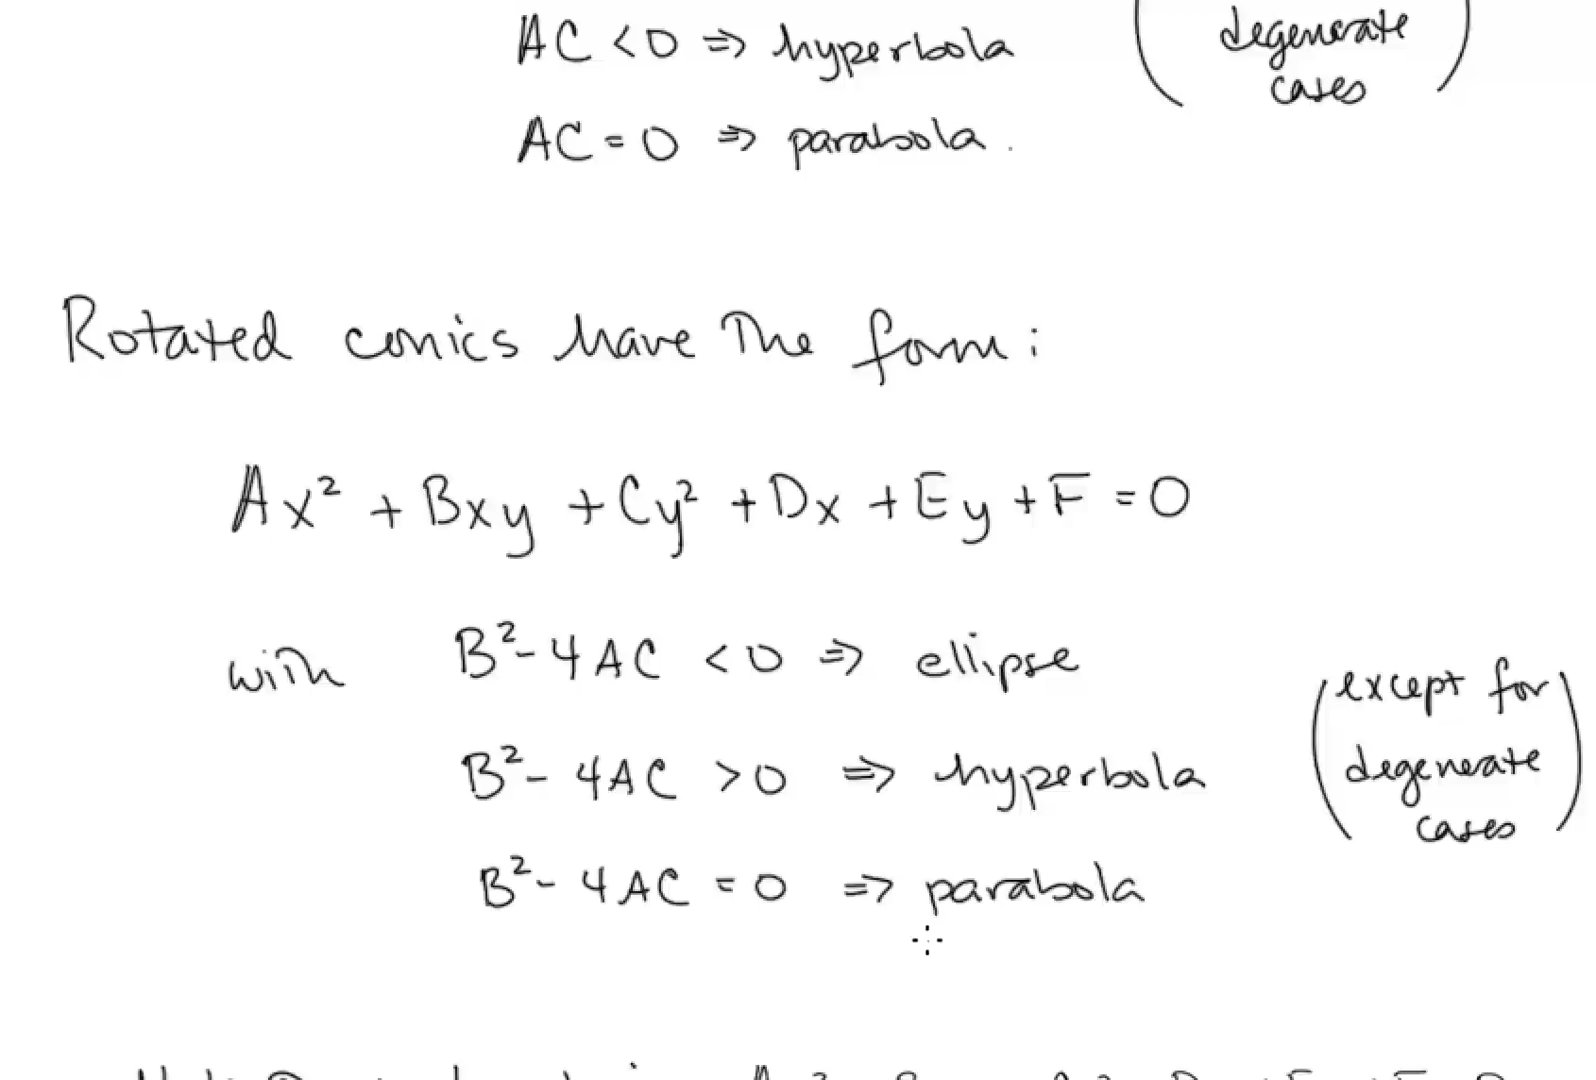 AC < 0 ⇒ hyperbola
degenerate
cases
AC = 0 ⇒ parabola.
Rotated conics have the form:
Ax² + Bxy + Cy² + Dx + Ey + F = 0
with B² - 4AC < 0 ⇒ ellipse
(except for
B² - 4AC > 0 ⇒ hyperbola
degenerate
cases)
B² - 4AC = 0 ⇒ parabola